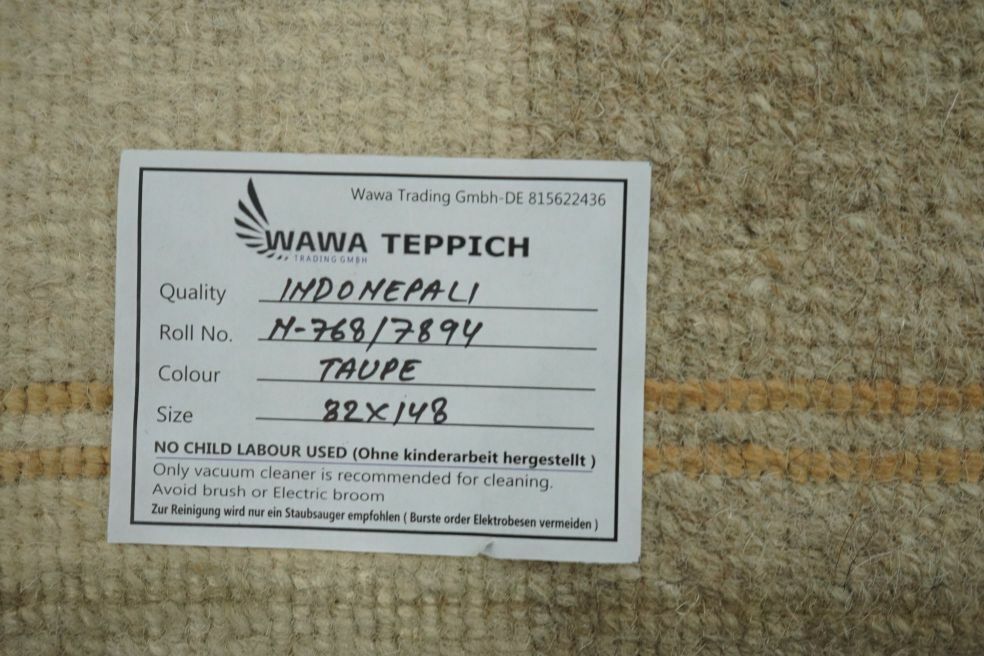 Wawa Trading Gmbh-DE 815622436
WAWA TEPPICH
TRADING GMBH
Quality INDONEPALI
Roll No. N-768/7894
Colour TAUPE
Size 82X148
NO CHILD LABOUR USED (Ohne kinderarbeit hergestellt )
Only vacuum cleaner is recommended for cleaning.
Avoid brush or Electric broom
Zur Reinigung wird nur ein Staubsauger empfohlen ( Burste order Elektrobesen vermeiden )